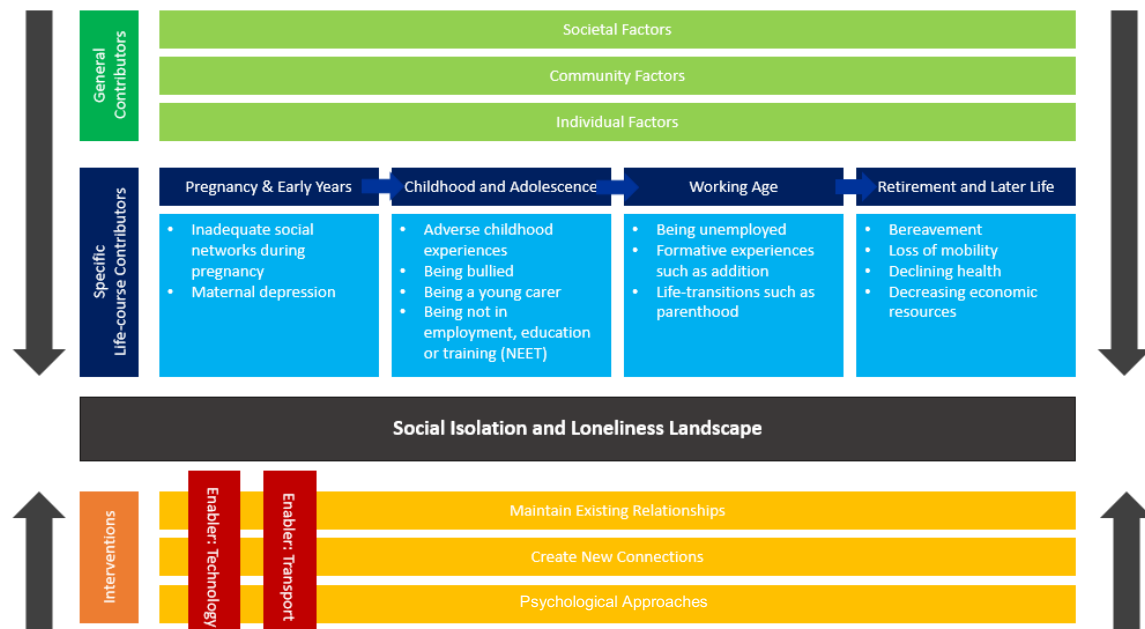 General
Contributors
Societal Factors
Community Factors
Individual Factors
Specific
Life-course Contributors
Pregnancy & Early Years
Childhood and Adolescence
Working Age
Retirement and Later Life
• Inadequate social
networks during
pregnancy
• Maternal depression
• Adverse childhood
experiences
• Being bullied
• Being a young carer
• Being not in
employment, education
or training (NEET)
• Being unemployed
• Formative experiences
such as addition
• Life-transitions such as
parenthood
• Bereavement
• Loss of mobility
• Declining health
• Decreasing economic
resources
Social Isolation and Loneliness Landscape
Interventions
Enabler: Technology
Enabler: Transport
Maintain Existing Relationships
Create New Connections
Psychological Approaches